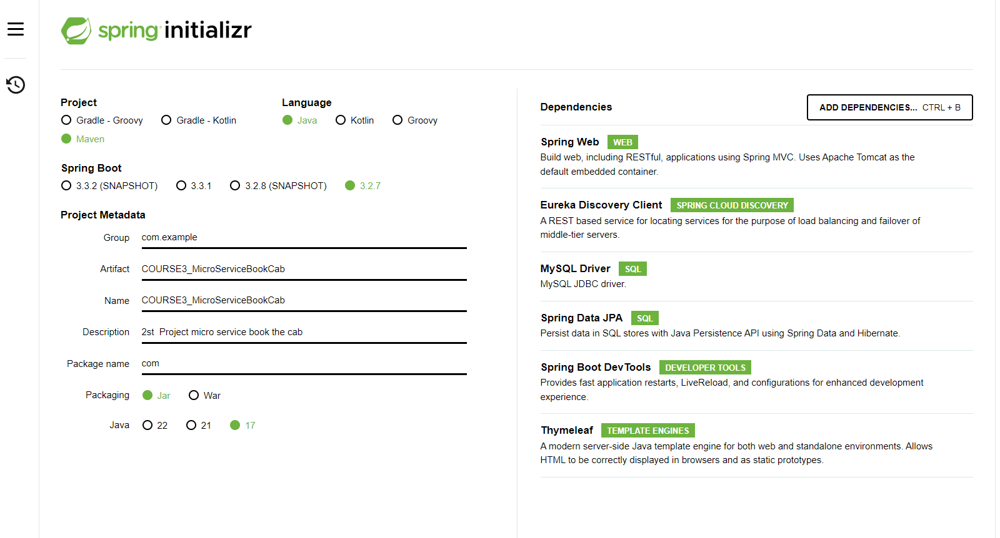 spring initializr
Project
Gradle - Groovy Gradle - Kotlin
Maven
Language
Java Kotlin Groovy
Spring Boot
3.3.2 (SNAPSHOT) 3.3.1 3.2.8 (SNAPSHOT) 3.2.7
Project Metadata
Group com.example
Artifact COURSE3_MicroServiceBookCab
Name COURSE3_MicroServiceBookCab
Description 2st  Project micro service book the cab
Package name com
Packaging Jar War
Java 22 21 17
Dependencies ADD DEPENDENCIES... CTRL + B
Spring Web WEB
Build web, including RESTful, applications using Spring MVC. Uses Apache Tomcat as the
default embedded container.
Eureka Discovery Client SPRING CLOUD DISCOVERY
A REST based service for locating services for the purpose of load balancing and failover of
middle-tier servers.
MySQL Driver SQL
MySQL JDBC driver.
Spring Data JPA SQL
Persist data in SQL stores with Java Persistence API using Spring Data and Hibernate.
Spring Boot DevTools DEVELOPER TOOLS
Provides fast application restarts, LiveReload, and configurations for enhanced development
experience.
Thymeleaf TEMPLATE ENGINES
A modern server-side Java template engine for both web and standalone environments. Allows
HTML to be correctly displayed in browsers and as static prototypes.